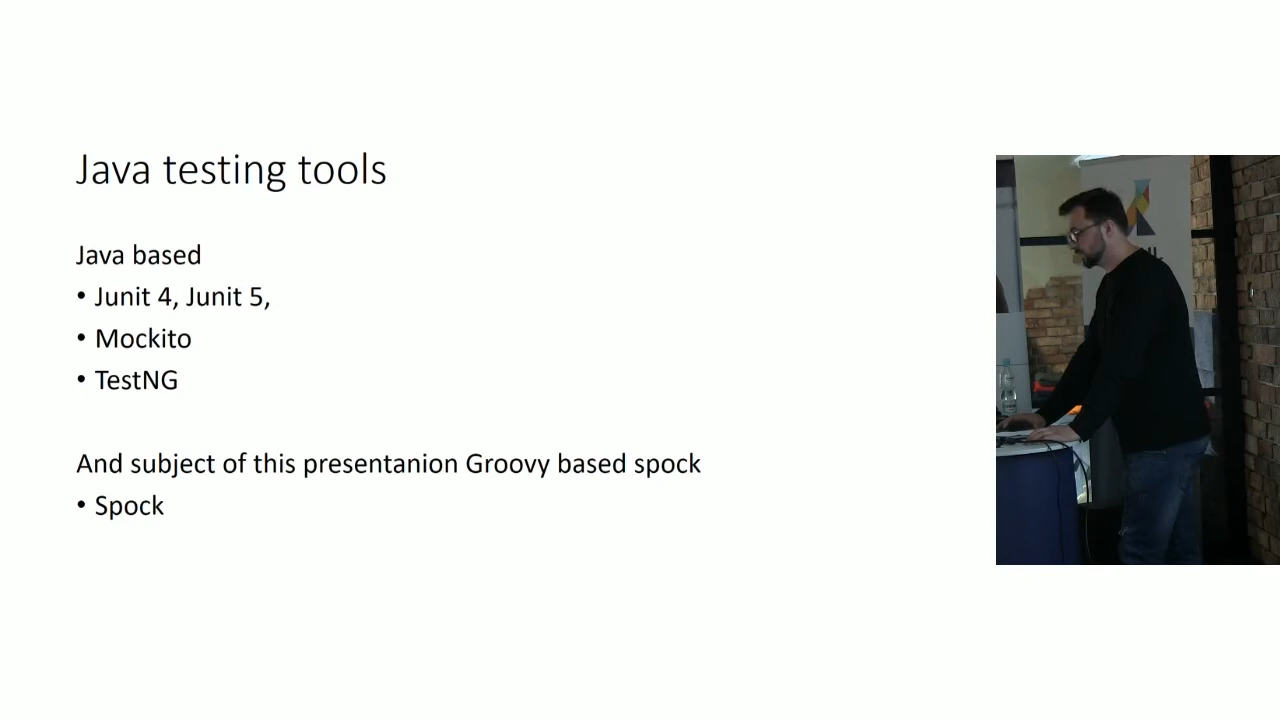 Java testing tools
Java based
• Junit 4, Junit 5,
• Mockito
• TestNG
And subject of this presentanion Groovy based spock
• Spock